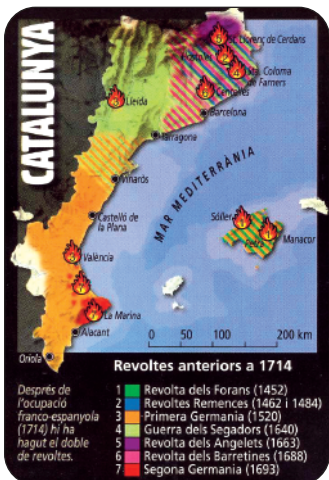 CATALUNYA
St. Llorenç de Cerdans
Sta. Coloma
de Farners
Centelles
Lleida
Barcelona
Tarragona
MAR MEDITERRÀNIA
Vinaròs
Castelló de
la Plana
Sóller
Petra
Manacor
València
La Marina
Alacant
Oriola
0 50 100 200 km
Revoltes anteriors a 1714
Després de
l'ocupació
franco-espanyola
(1714) hi ha
hagut el doble
de revoltes.
1 Revolta dels Forans (1452)
2 Revoltes Remences (1462 i 1484)
3 Primera Germania (1520)
4 Guerra dels Segadors (1640)
5 Revolta dels Angelets (1663)
6 Revolta dels Barretines (1688)
7 Segona Germania (1693)